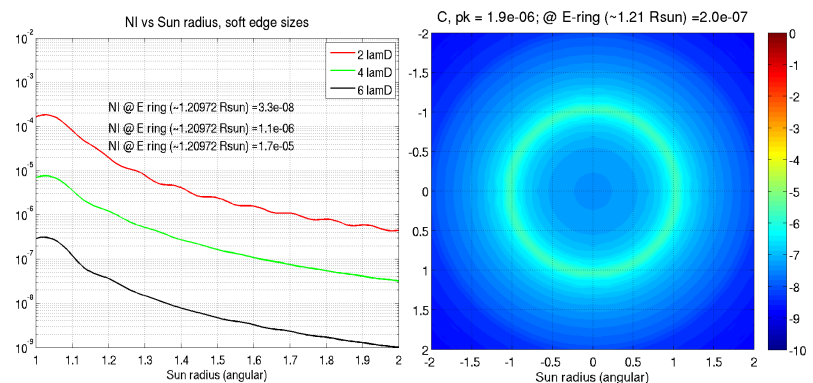 NI vs Sun radius, soft edge sizes
10^-2
10^-3
10^-4
10^-5
10^-6
10^-7
10^-8
10^-9
2 lamD
4 lamD
6 lamD
NI @ E ring (~1.20972 Rsun) =3.3e-08
NI @ E ring (~1.20972 Rsun) =1.1e-06
NI @ E ring (~1.20972 Rsun) =1.7e-05
1 1.1 1.2 1.3 1.4 1.5 1.6 1.7 1.8 1.9 2
Sun radius (angular)
C, pk = 1.9e-06; @ E-ring (~1.21 Rsun) =2.0e-07
-2
-1.5
-1
-0.5
0
0.5
1
1.5
2
-2 -1.5 -1 -0.5 0 0.5 1 1.5 2
Sun radius (angular)
0
-1
-2
-3
-4
-5
-6
-7
-8
-9
-10